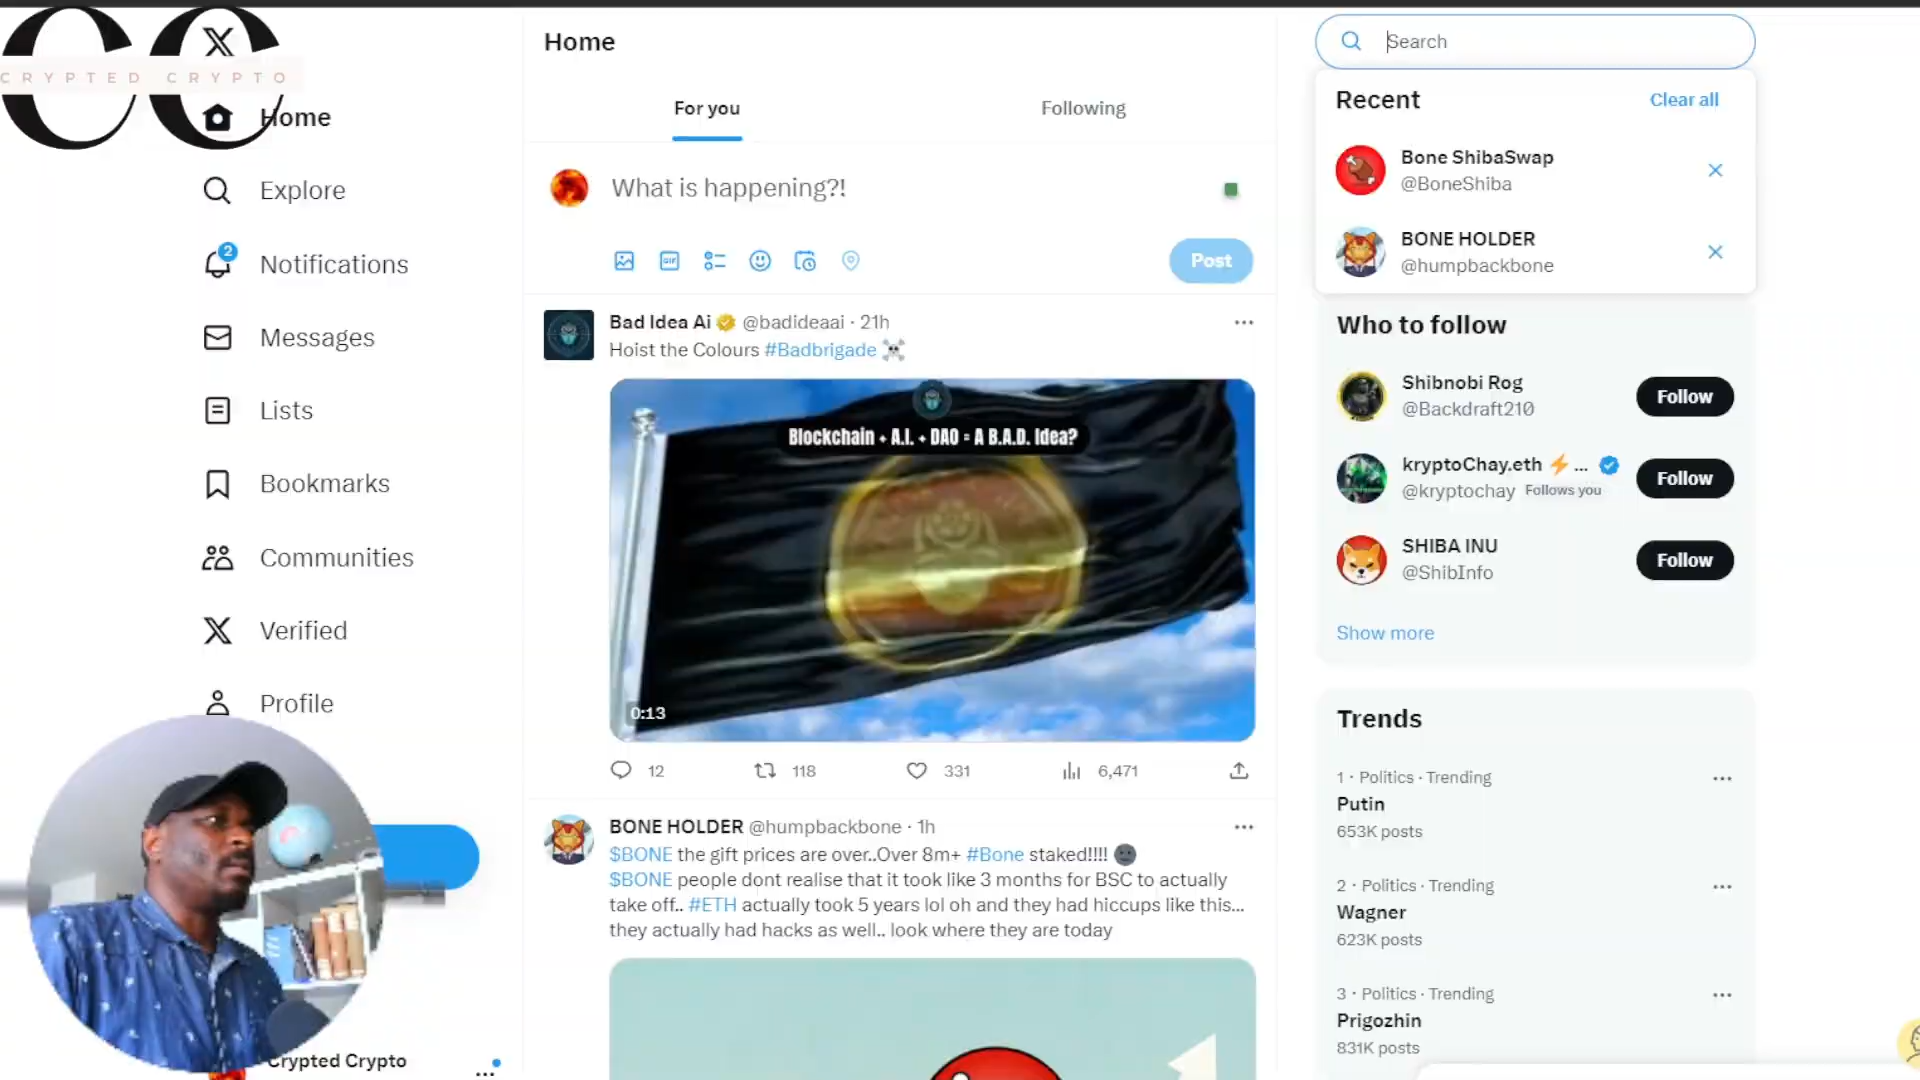 CC
CRYPTED CRYPTO
Home
Explore
2
Notifications
Messages
Lists
Bookmarks
Communities
Verified
Profile
Crypted Crypto
Home
For you
Following
What is happening?!
GIF
Post
Bad Idea Ai @badideaai · 21h
Hoist the Colours #Badbrigade ☠️
Blockchain + A.I. + DAO = A B.A.D. Idea?
0:13
12 118 331 6,471
BONE HOLDER @humpbackbone · 1h
$BONE the gift prices are over..Over 8m+ #Bone staked!!!! 🌚
$BONE people dont realise that it took like 3 months for BSC to actually
take off.. #ETH actually took 5 years lol oh and they had hiccups like this...
they actually had hacks as well.. look where they are today
Search
Recent
Clear all
Bone ShibaSwap
@BoneShiba
BONE HOLDER
@humpbackbone
Who to follow
Shibnobi Rog
@Backdraft210
Follow
kryptoChay.eth ⚡ ...
@kryptochay Follows you
Follow
SHIBA INU
@ShibInfo
Follow
Show more
Trends
1 · Politics · Trending
Putin
653K posts
2 · Politics · Trending
Wagner
623K posts
3 · Politics · Trending
Prigozhin
831K posts